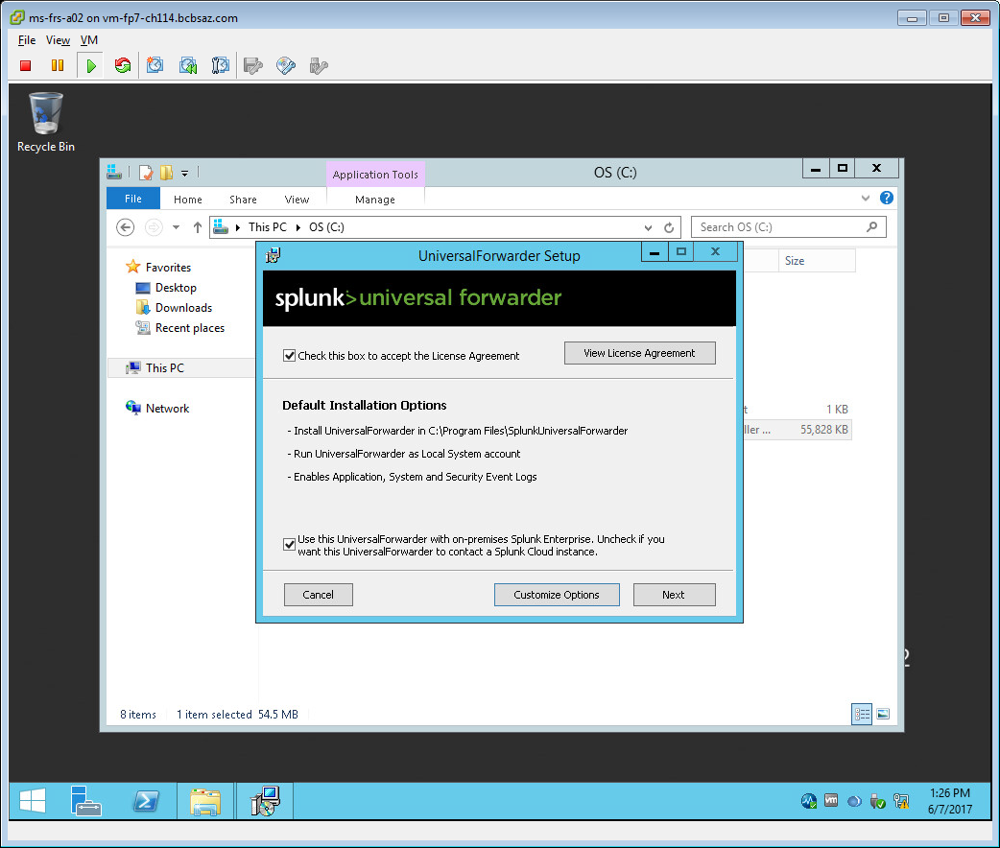 ms-frs-a02 on vm-fp7-ch114.bcbsaz.com
File View VM
Recycle Bin
Application Tools
OS (C:)
File Home Share View Manage
This PC OS (C:)
Search OS (C:)
UniversalForwarder Setup
Size
Favorites
Desktop
Downloads
Recent places
This PC
Network
splunk>universal forwarder
Check this box to accept the License Agreement
View License Agreement
Default Installation Options
- Install UniversalForwarder in C:\Program Files\SplunkUniversalForwarder
- Run UniversalForwarder as Local System account
- Enables Application, System and Security Event Logs
t 1 KB
ller ... 55,828 KB
Use this UniversalForwarder with on-premises Splunk Enterprise. Uncheck if you
want this UniversalForwarder to contact a Splunk Cloud instance.
Cancel
Customize Options
Next
2
8 items 1 item selected 54.5 MB
vm
1:26 PM
6/7/2017